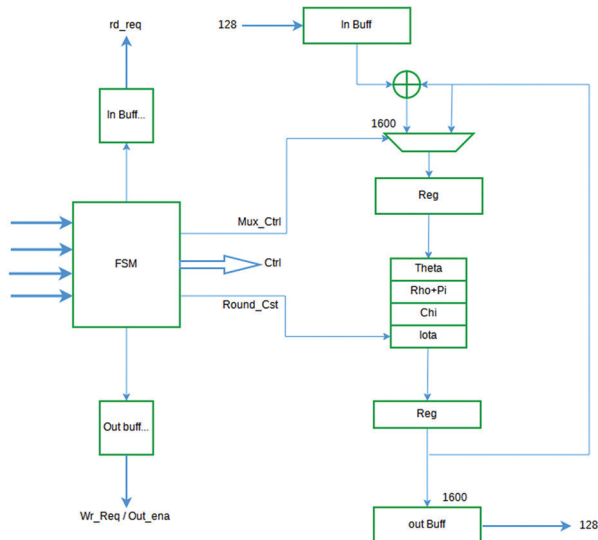 rd_req
128
In Buff
In Buff...
1600
Reg
Mux_Ctrl
FSM
Ctrl
Theta
Rho+Pi
Chi
Iota
Round_Cst
Reg
Out buff...
1600
Wr_Req / Out_ena
out Buff
128